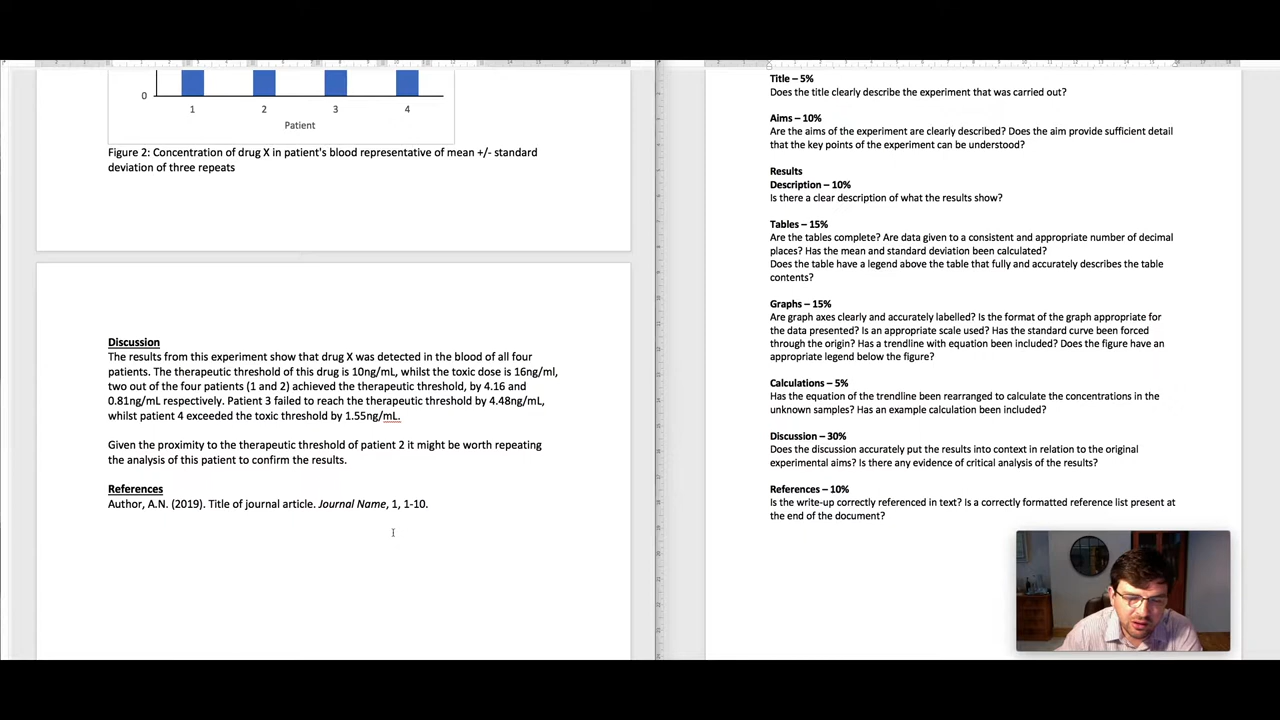 0
1 2 3 4
Patient
Figure 2: Concentration of drug X in patient's blood representative of mean +/- standard
deviation of three repeats
Discussion
The results from this experiment show that drug X was detected in the blood of all four
patients. The therapeutic threshold of this drug is 10ng/mL, whilst the toxic dose is 16ng/ml,
two out of the four patients (1 and 2) achieved the therapeutic threshold, by 4.16 and
0.81ng/mL respectively. Patient 3 failed to reach the therapeutic threshold by 4.48ng/mL,
whilst patient 4 exceeded the toxic threshold by 1.55ng/mL.
Given the proximity to the therapeutic threshold of patient 2 it might be worth repeating
the analysis of this patient to confirm the results.
References
Author, A.N. (2019). Title of journal article. Journal Name, 1, 1-10.
Title – 5%
Does the title clearly describe the experiment that was carried out?
Aims – 10%
Are the aims of the experiment are clearly described? Does the aim provide sufficient detail
that the key points of the experiment can be understood?
Results
Description – 10%
Is there a clear description of what the results show?
Tables – 15%
Are the tables complete? Are data given to a consistent and appropriate number of decimal
places? Has the mean and standard deviation been calculated?
Does the table have a legend above the table that fully and accurately describes the table
contents?
Graphs – 15%
Are graph axes clearly and accurately labelled? Is the format of the graph appropriate for
the data presented? Is an appropriate scale used? Has the standard curve been forced
through the origin? Has a trendline with equation been included? Does the figure have an
appropriate legend below the figure?
Calculations – 5%
Has the equation of the trendline been rearranged to calculate the concentrations in the
unknown samples? Has an example calculation been included?
Discussion – 30%
Does the discussion accurately put the results into context in relation to the original
experimental aims? Is there any evidence of critical analysis of the results?
References – 10%
Is the write-up correctly referenced in text? Is a correctly formatted reference list present at
the end of the document?